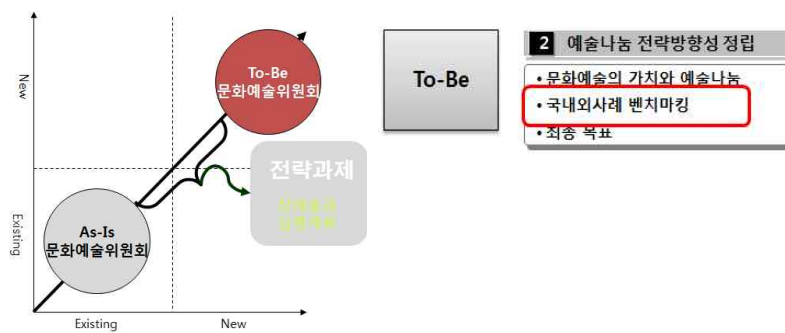 New
Existing
To-Be
문화예술위원회
전략과제
As-Is
문화예술위원회
Existing
New
To-Be
2 예술나눔 전략방향성 정립
• 문화예술의 가치와 예술나눔
• 국내외사례 벤치마킹
• 최종 목표